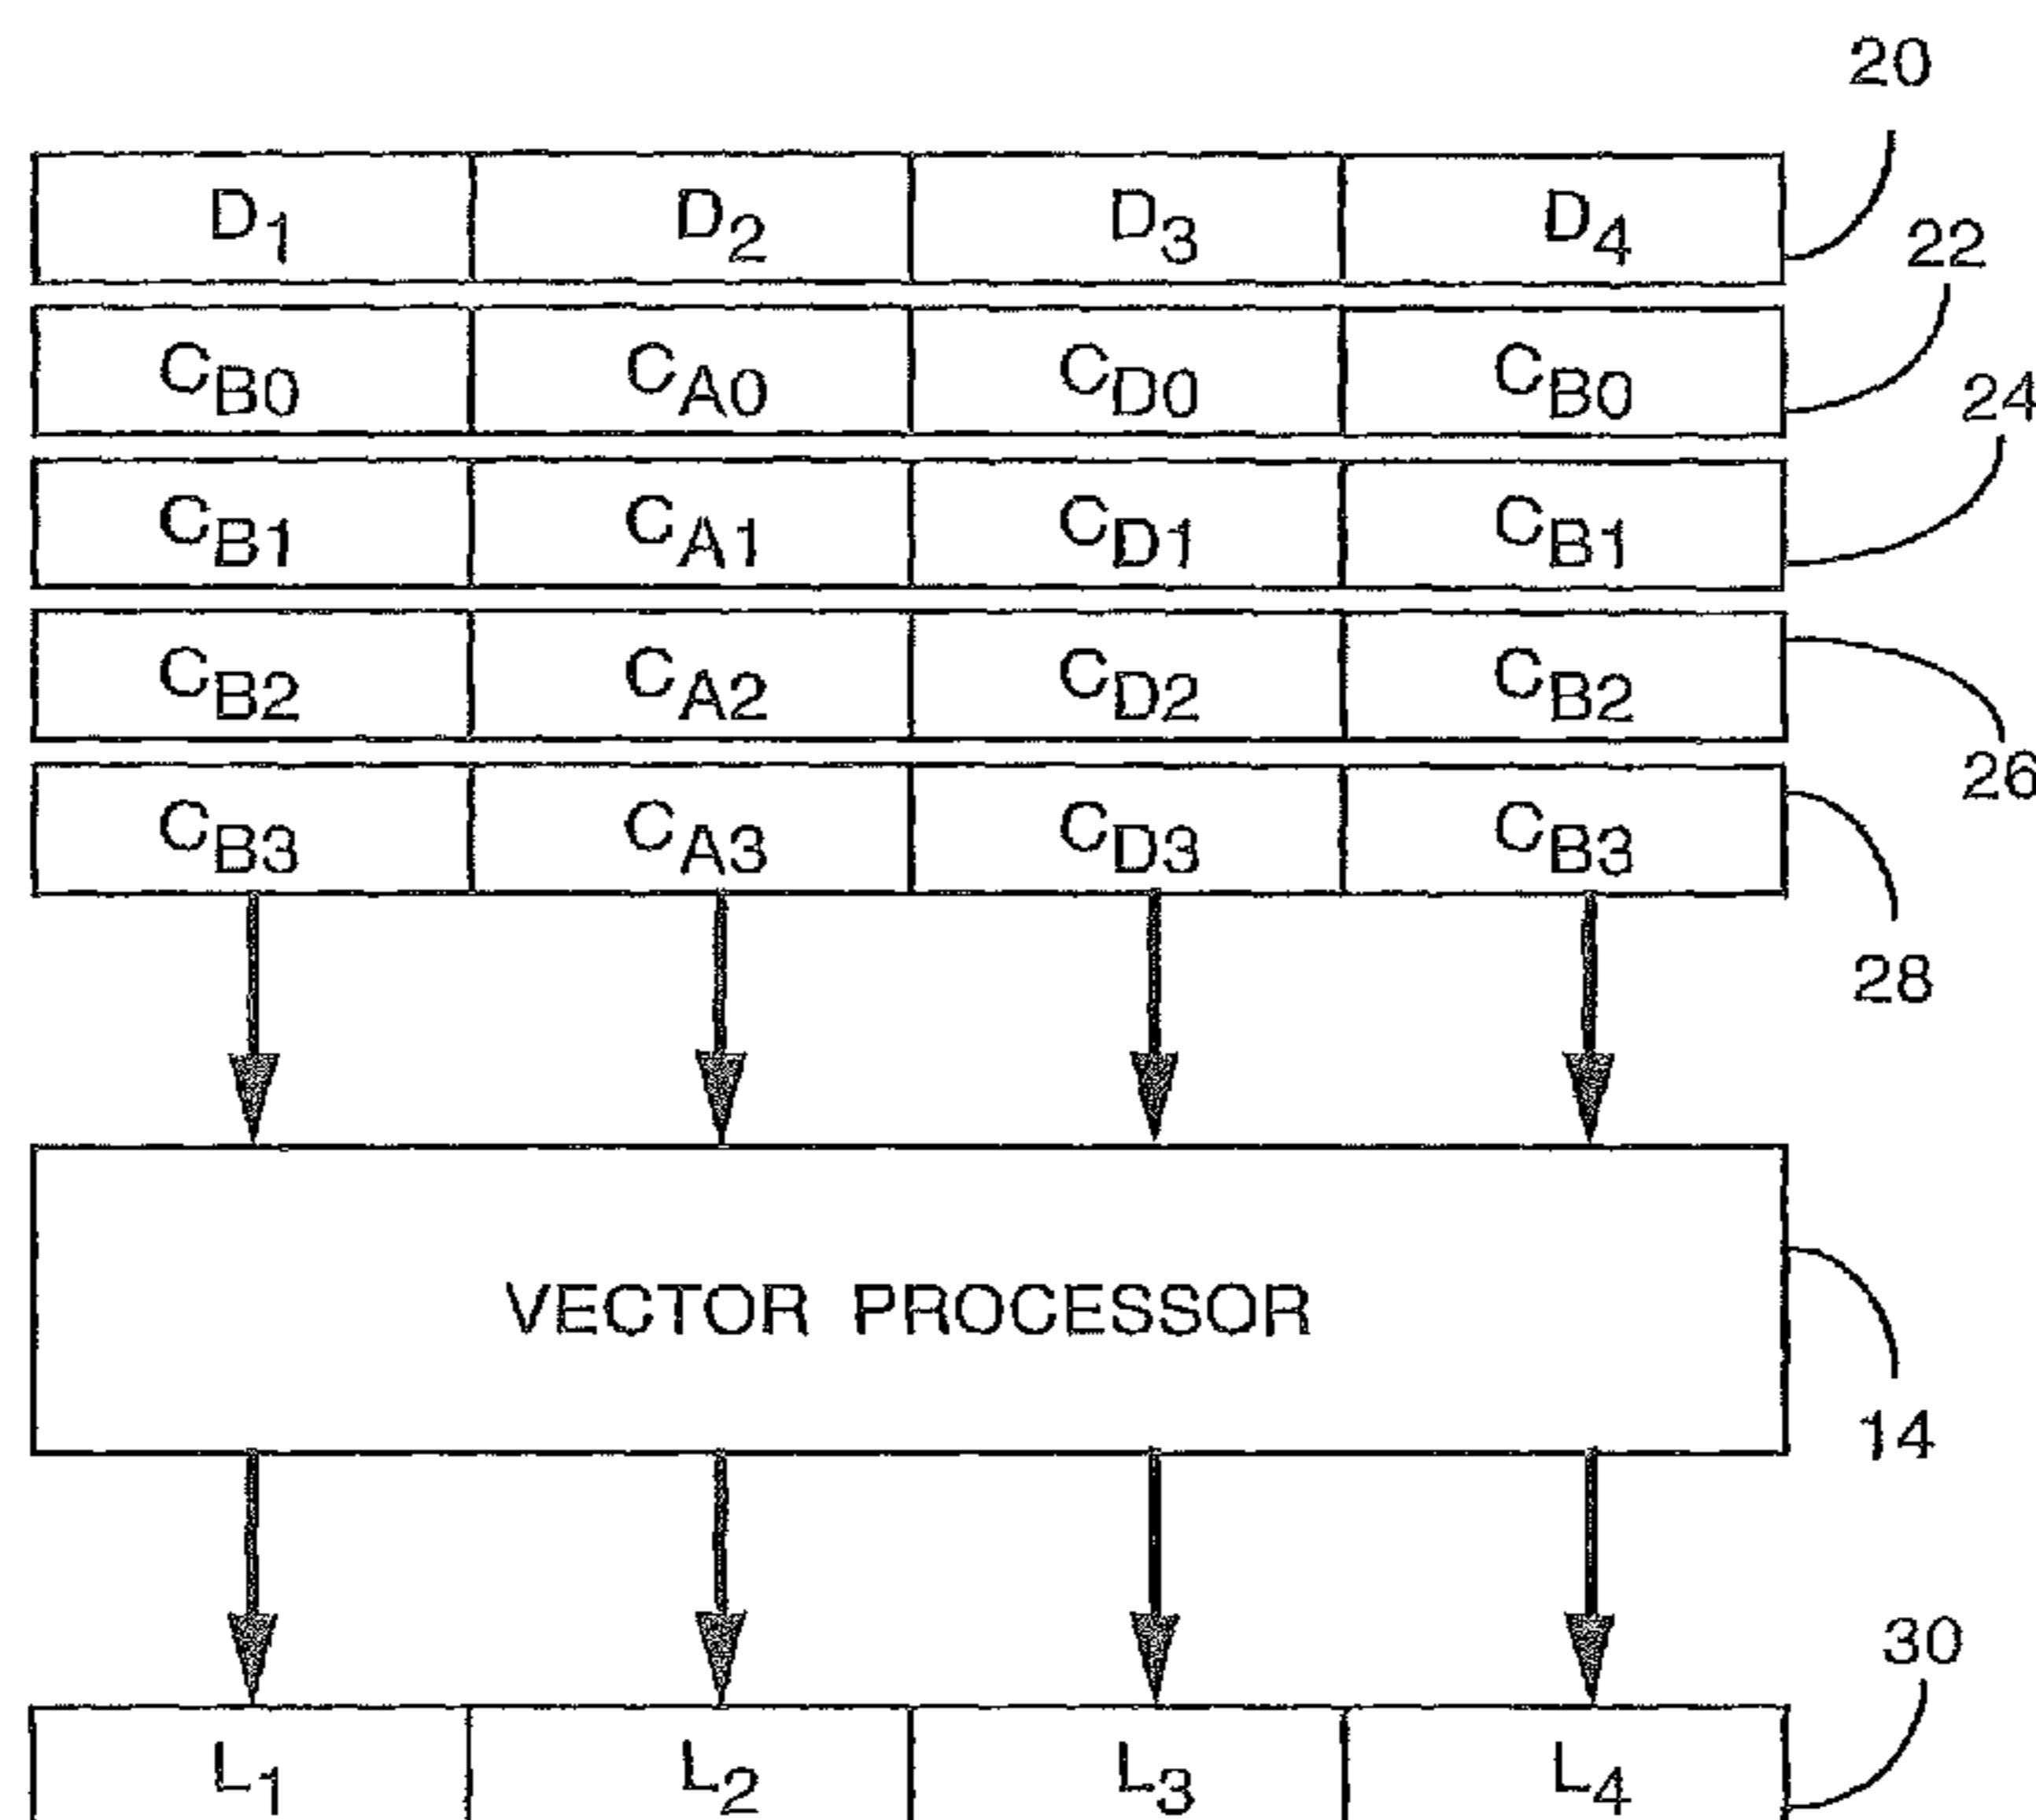 20
D1 D2 D3 D4
22
CB0 CA0 CD0 CB0
24
CB1 CA1 CD1 CB1
CB2 CA2 CD2 CB2
26
CB3 CA3 CD3 CB3
28
VECTOR PROCESSOR
14
30
L1 L2 L3 L4